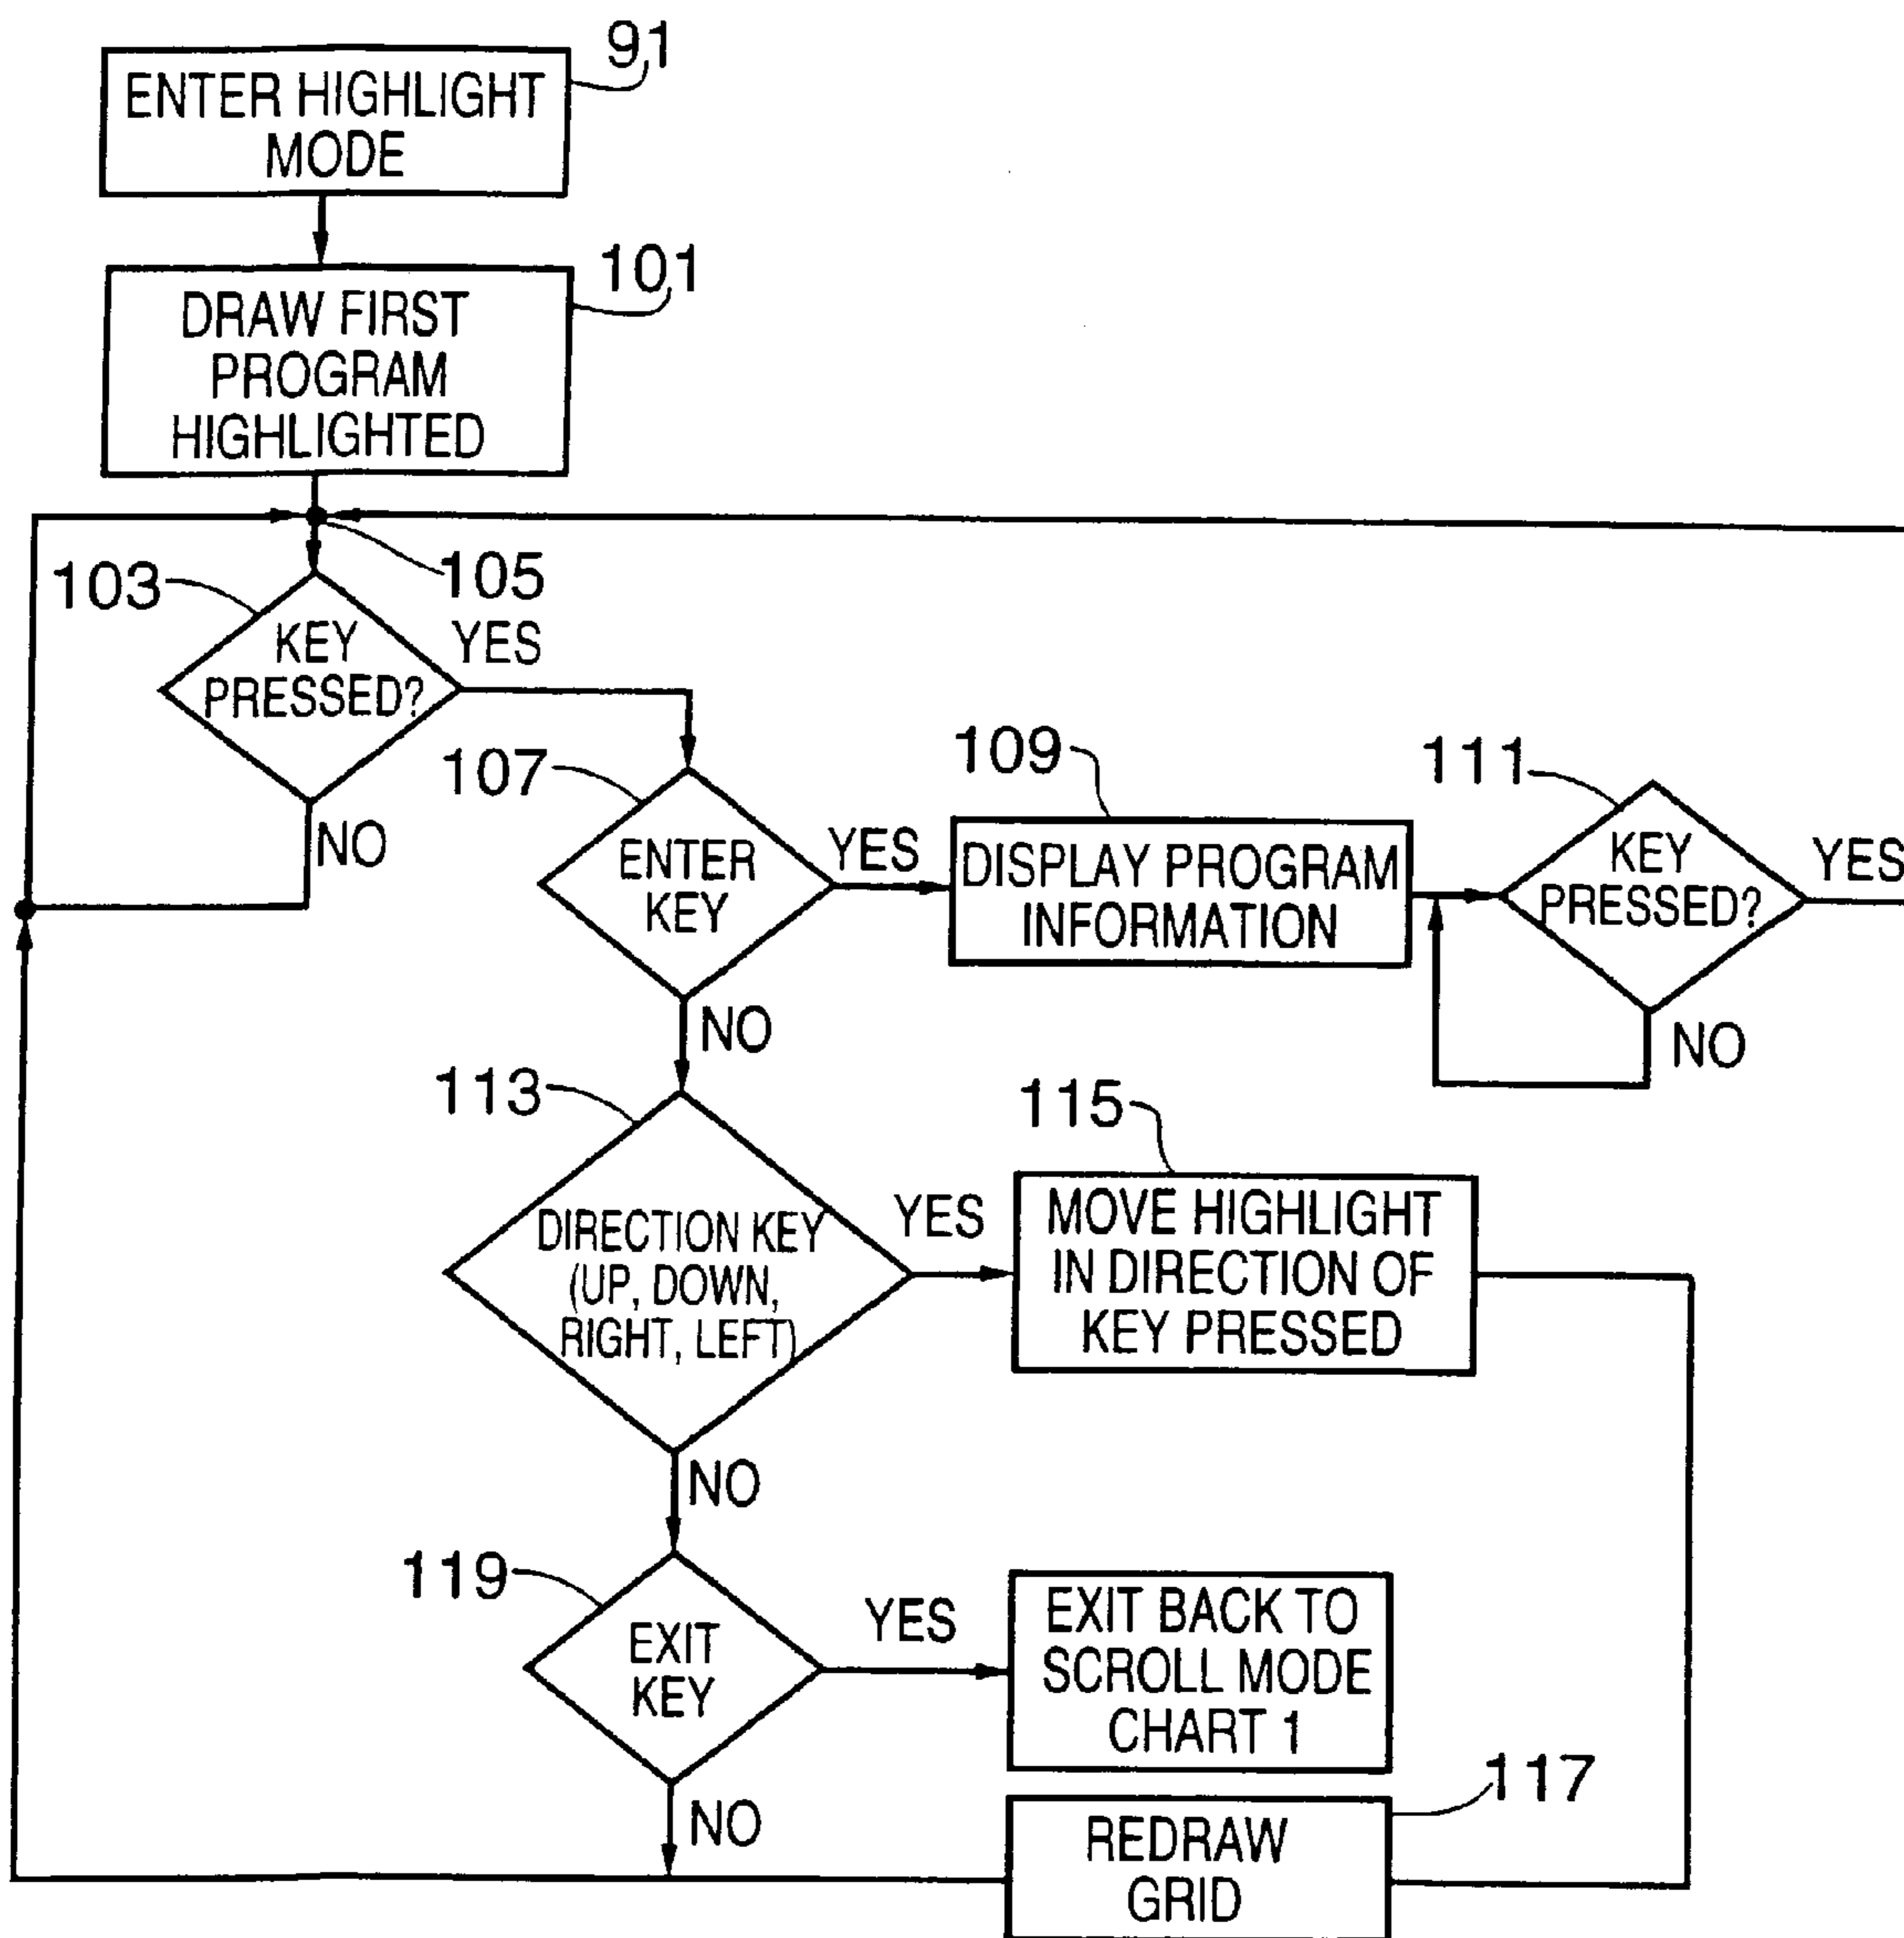 91
ENTER HIGHLIGHT
MODE
101
DRAW FIRST
PROGRAM
HIGHLIGHTED
105
103
KEY
PRESSED?
YES
NO
107
ENTER
KEY
YES
NO
109
DISPLAY PROGRAM
INFORMATION
111
KEY
PRESSED?
YES
NO
113
DIRECTION KEY
(UP, DOWN,
RIGHT, LEFT)
YES
NO
115
MOVE HIGHLIGHT
IN DIRECTION OF
KEY PRESSED
119
EXIT
KEY
YES
NO
EXIT BACK TO
SCROLL MODE
CHART 1
117
REDRAW
GRID